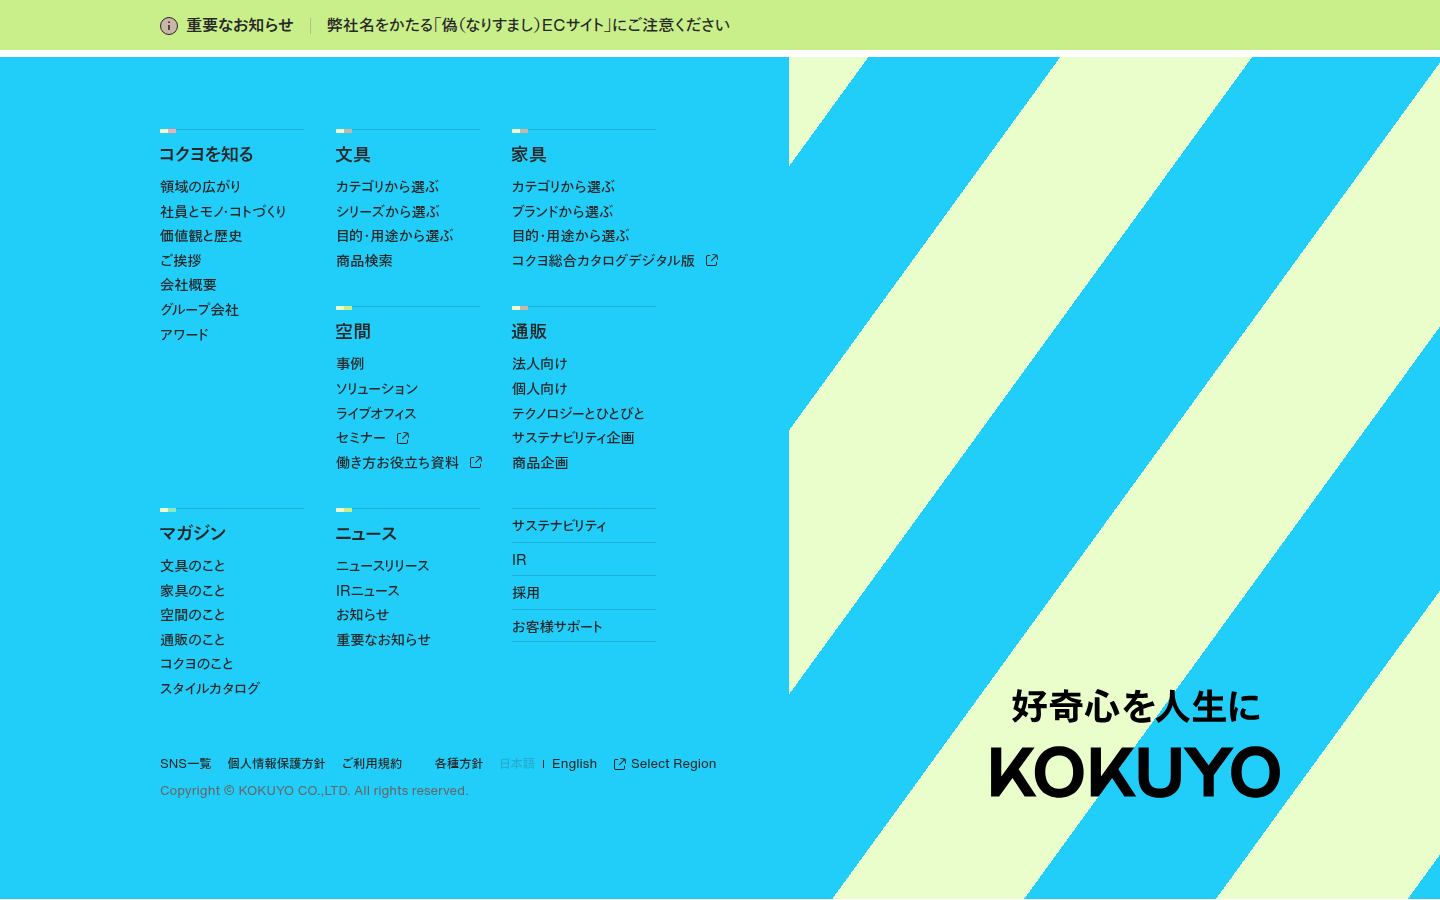 重要なお知らせ 弊社名をかたる「偽（なりすまし）ECサイト」にご注意ください
コクヨを知る
領域の広がり
社員とモノ・コトづくり
価値観と歴史
ご挨拶
会社概要
グループ会社
アワード
文具
カテゴリから選ぶ
シリーズから選ぶ
目的・用途から選ぶ
商品検索
家具
カテゴリから選ぶ
ブランドから選ぶ
目的・用途から選ぶ
コクヨ総合カタログデジタル版
空間
事例
ソリューション
ライブオフィス
セミナー
働き方お役立ち資料
通販
法人向け
個人向け
テクノロジーとひとびと
サステナビリティ企画
商品企画
マガジン
文具のこと
家具のこと
空間のこと
通販のこと
コクヨのこと
スタイルカタログ
ニュース
ニュースリリース
IRニュース
お知らせ
重要なお知らせ
サステナビリティ
IR
採用
お客様サポート
SNS一覧 個人情報保護方針 ご利用規約 各種方針 日本語 English Select Region
Copyright © KOKUYO CO.,LTD. All rights reserved.
好奇心を人生に
KOKUYO